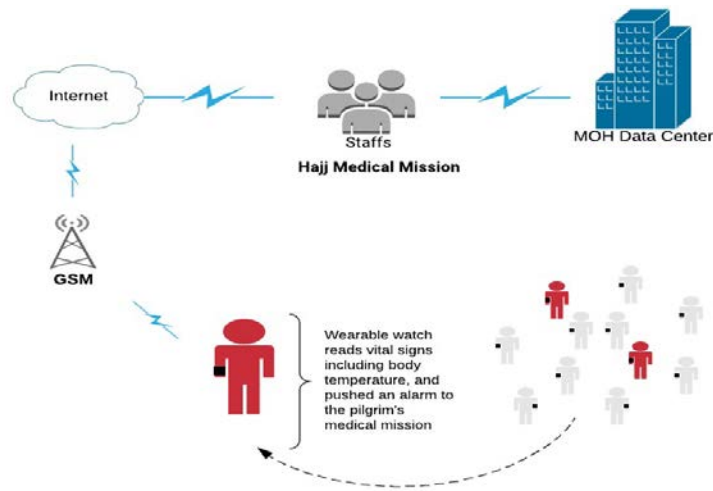 Internet
Staffs
Hajj Medical Mission
MOH Data Center
GSM
Wearable watch
reads vital signs
including body
temperature, and
pushed an alarm to
the pilgrim's
medical mission